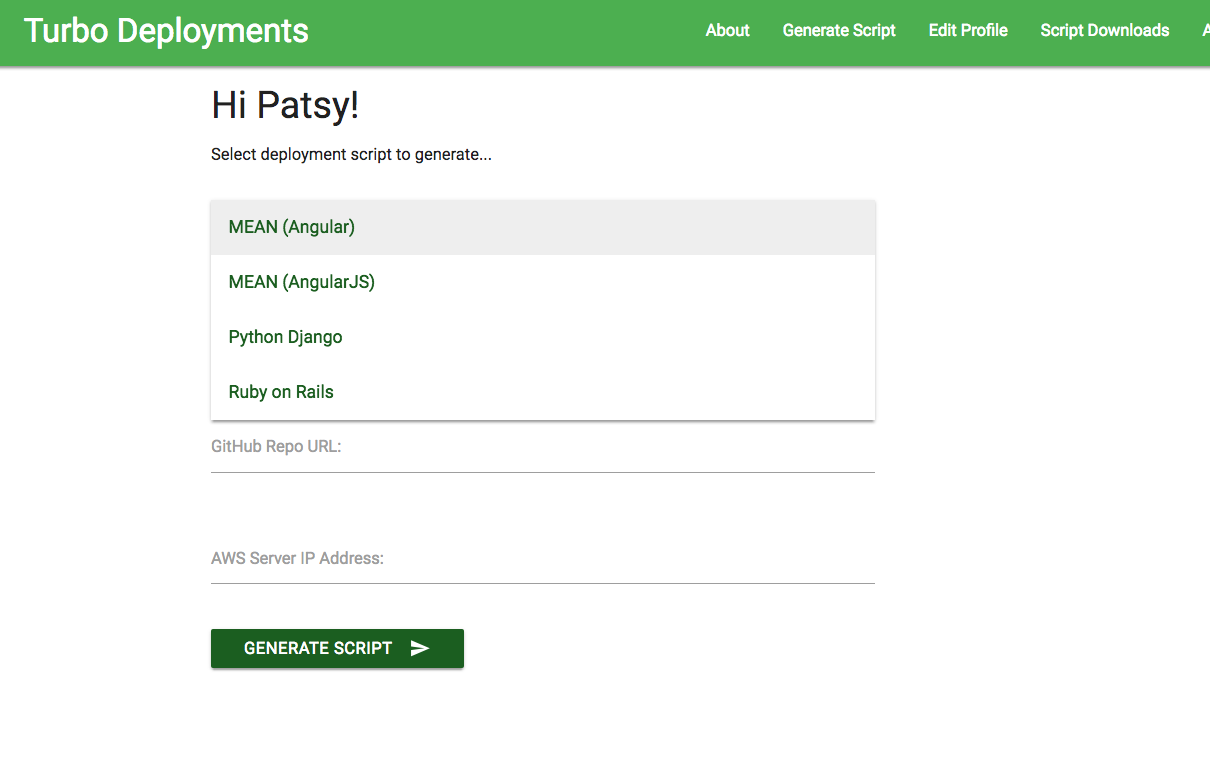 Turbo Deployments
About
Generate Script
Edit Profile
Script Downloads
Hi Patsy!
Select deployment script to generate...
MEAN (Angular)
MEAN (AngularJS)
Python Django
Ruby on Rails
GitHub Repo URL:
AWS Server IP Address:
GENERATE SCRIPT